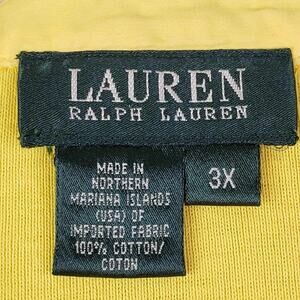 LAUREN
RALPH LAUREN
MADE IN
NORTHERN
MARIANA ISLANDS
(USA) OF
IMPORTED FABRIC
100% COTTON/
COTON
3X